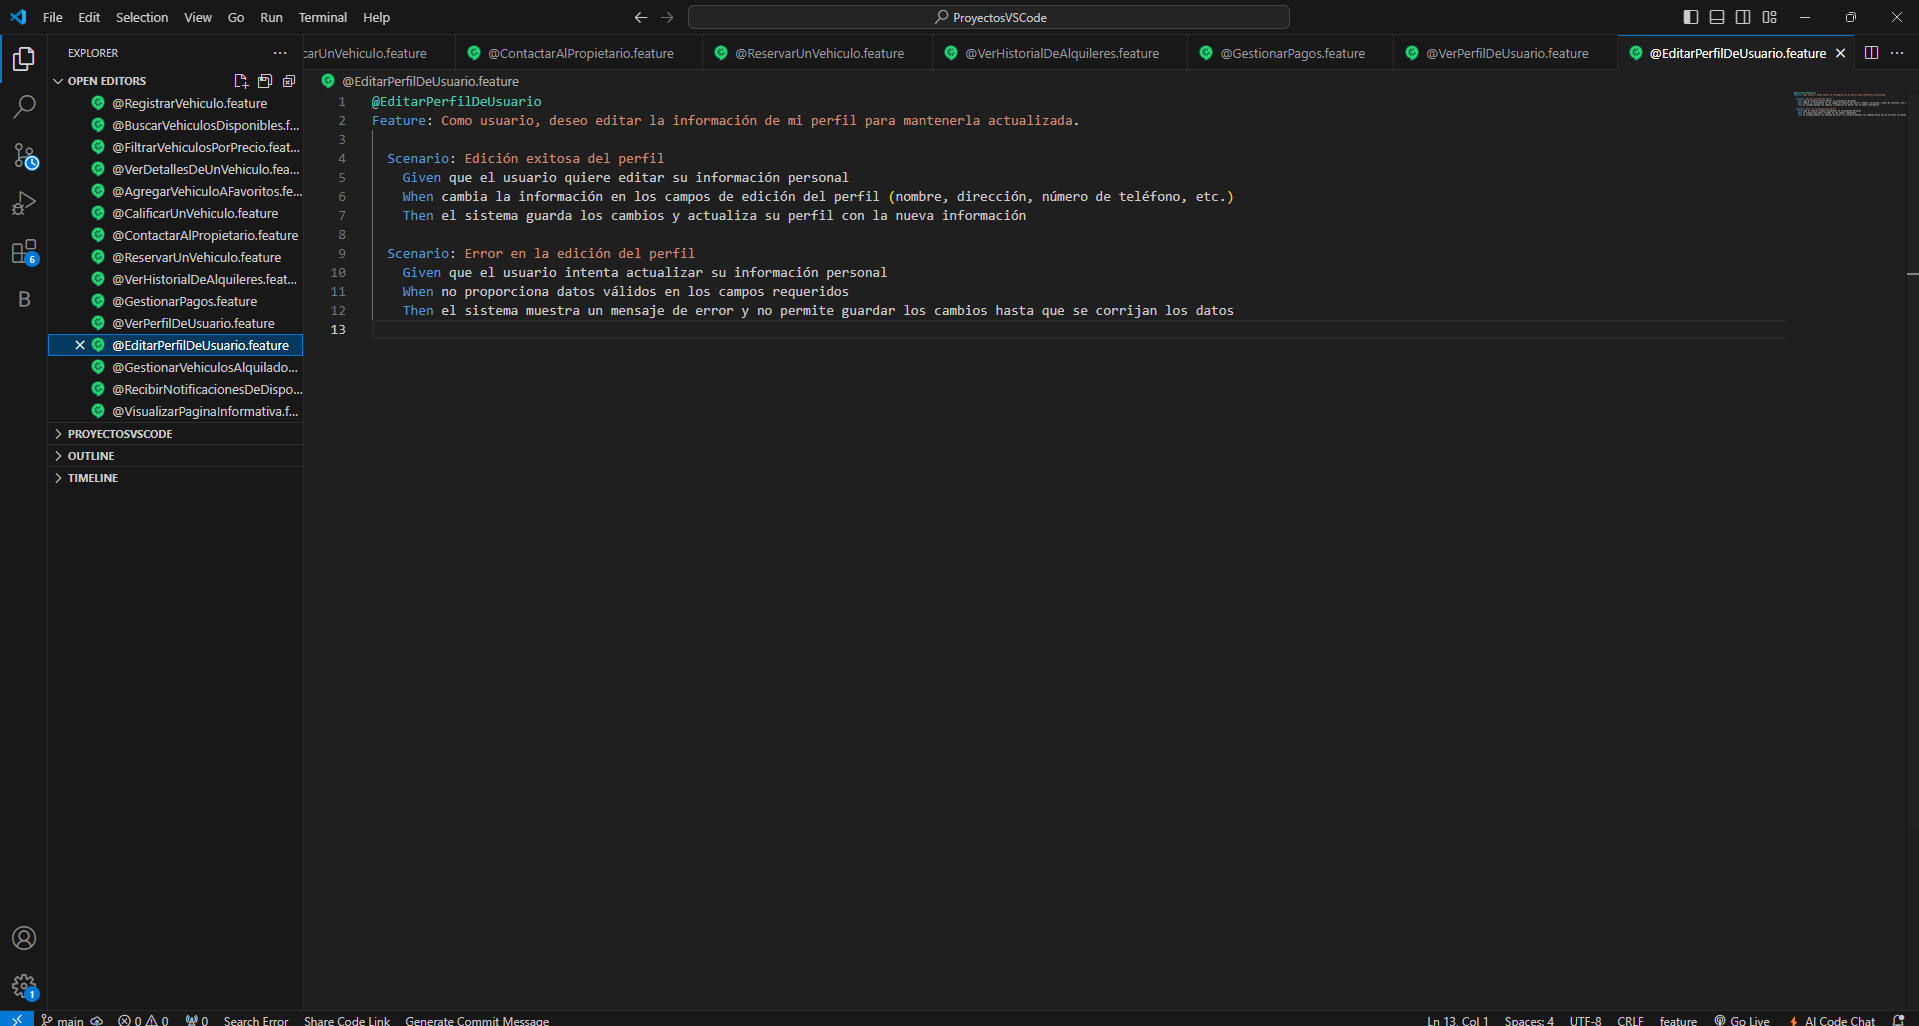 File Edit Selection View Go Run Terminal Help
ProyectosVSCode
EXPLORER
carUnVehiculo.feature @ContactarAlPropietario.feature @ReservarUnVehiculo.feature @VerHistorialDeAlquileres.feature @GestionarPagos.feature @VerPerfilDeUsuario.feature @EditarPerfilDeUsuario.feature
OPEN EDITORS
@RegistrarVehiculo.feature
@BuscarVehiculosDisponibles.f...
@FiltrarVehiculosPorPrecio.feat...
@VerDetallesDeUnVehiculo.fea...
@AgregarVehiculoAFavoritos.fe...
@CalificarUnVehiculo.feature
@ContactarAlPropietario.feature
@ReservarUnVehiculo.feature
@VerHistorialDeAlquileres.feat...
@GestionarPagos.feature
@VerPerfilDeUsuario.feature
@EditarPerfilDeUsuario.feature
@GestionarVehiculosAlquilado...
@RecibirNotificacionesDeDispo...
@VisualizarPaginaInformativa.f...
PROYECTOSVSCODE
OUTLINE
TIMELINE
6
B
1
@EditarPerfilDeUsuario.feature
1 @EditarPerfilDeUsuario
2 Feature: Como usuario, deseo editar la información de mi perfil para mantenerla actualizada.
3
4 Scenario: Edición exitosa del perfil
5 Given que el usuario quiere editar su información personal
6 When cambia la información en los campos de edición del perfil (nombre, dirección, número de teléfono, etc.)
7 Then el sistema guarda los cambios y actualiza su perfil con la nueva información
8
9 Scenario: Error en la edición del perfil
10 Given que el usuario intenta actualizar su información personal
11 When no proporciona datos válidos en los campos requeridos
12 Then el sistema muestra un mensaje de error y no permite guardar los cambios hasta que se corrijan los datos
13
main 0 0 0 Search Error Share Code Link Generate Commit Message Ln 13, Col 1 Spaces: 4 UTF-8 CRLF feature Go Live AI Code Chat